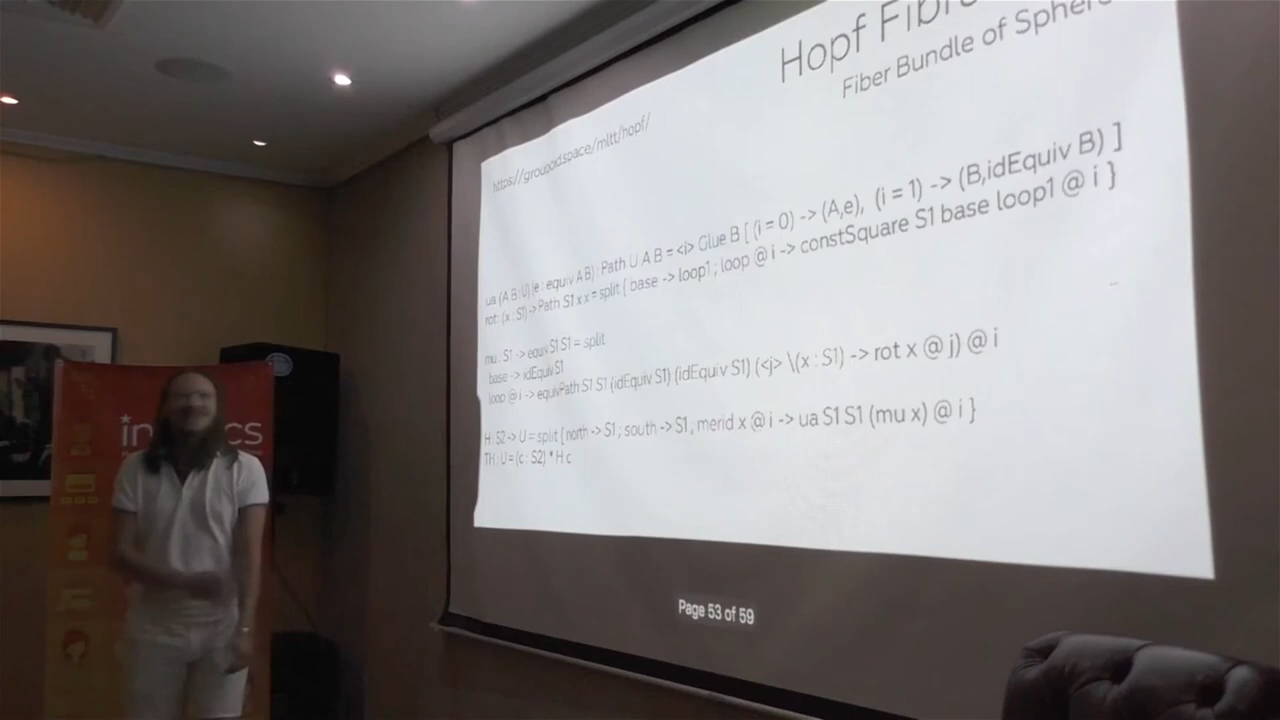 Hopf
Fiber Bundle of
https://groupoid.space/mltt/hopf/
ua (A B : U) (e : equiv A B) : Path U A B = <i> Glue B [ (i = 0) -> (A,e), (i = 1) -> (B,idEquiv B) ]
rot: (x : S1) -> Path S1 x x = split { base -> loop1 ; loop @ i -> constSquare S1 base loop1 @ i }
mu : S1 -> equiv S1 S1 = split
base -> idEquiv S1
loop @ i -> equivPath S1 S1 (idEquiv S1) (idEquiv S1) (<j> \(x : S1) -> rot x @ j) @ i
H : S2 -> U = split { north -> S1 ; south -> S1 ; merid x @ i -> ua S1 S1 (mu x) @ i }
TH : U = (c : S2) * H c
Page 53 of 59